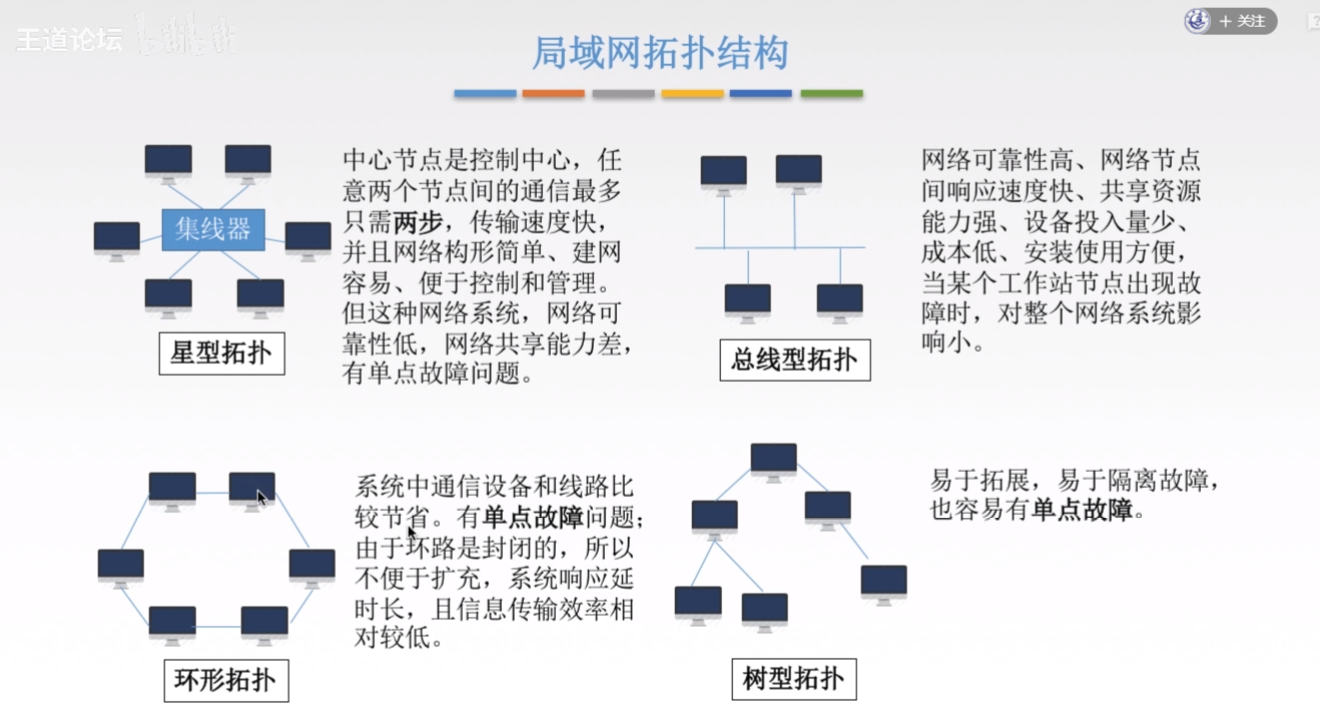 王道论坛
bilibili
+ 关注
局域网拓扑结构
集线器
星型拓扑
中心节点是控制中心，任
意两个节点间的通信最多
只需两步，传输速度快，
并且网络构形简单、建网
容易、便于控制和管理。
但这种网络系统，网络可
靠性低，网络共享能力差，
有单点故障问题。
总线型拓扑
网络可靠性高、网络节点
间响应速度快、共享资源
能力强、设备投入量少、
成本低、安装使用方便，
当某个工作站节点出现故
障时，对整个网络系统影
响小。
环形拓扑
系统中通信设备和线路比
较节省。有单点故障问题；
由于环路是封闭的，所以
不便于扩充，系统响应延
时长，且信息传输效率相
对较低。
树型拓扑
易于拓展，易于隔离故障，
也容易有单点故障。